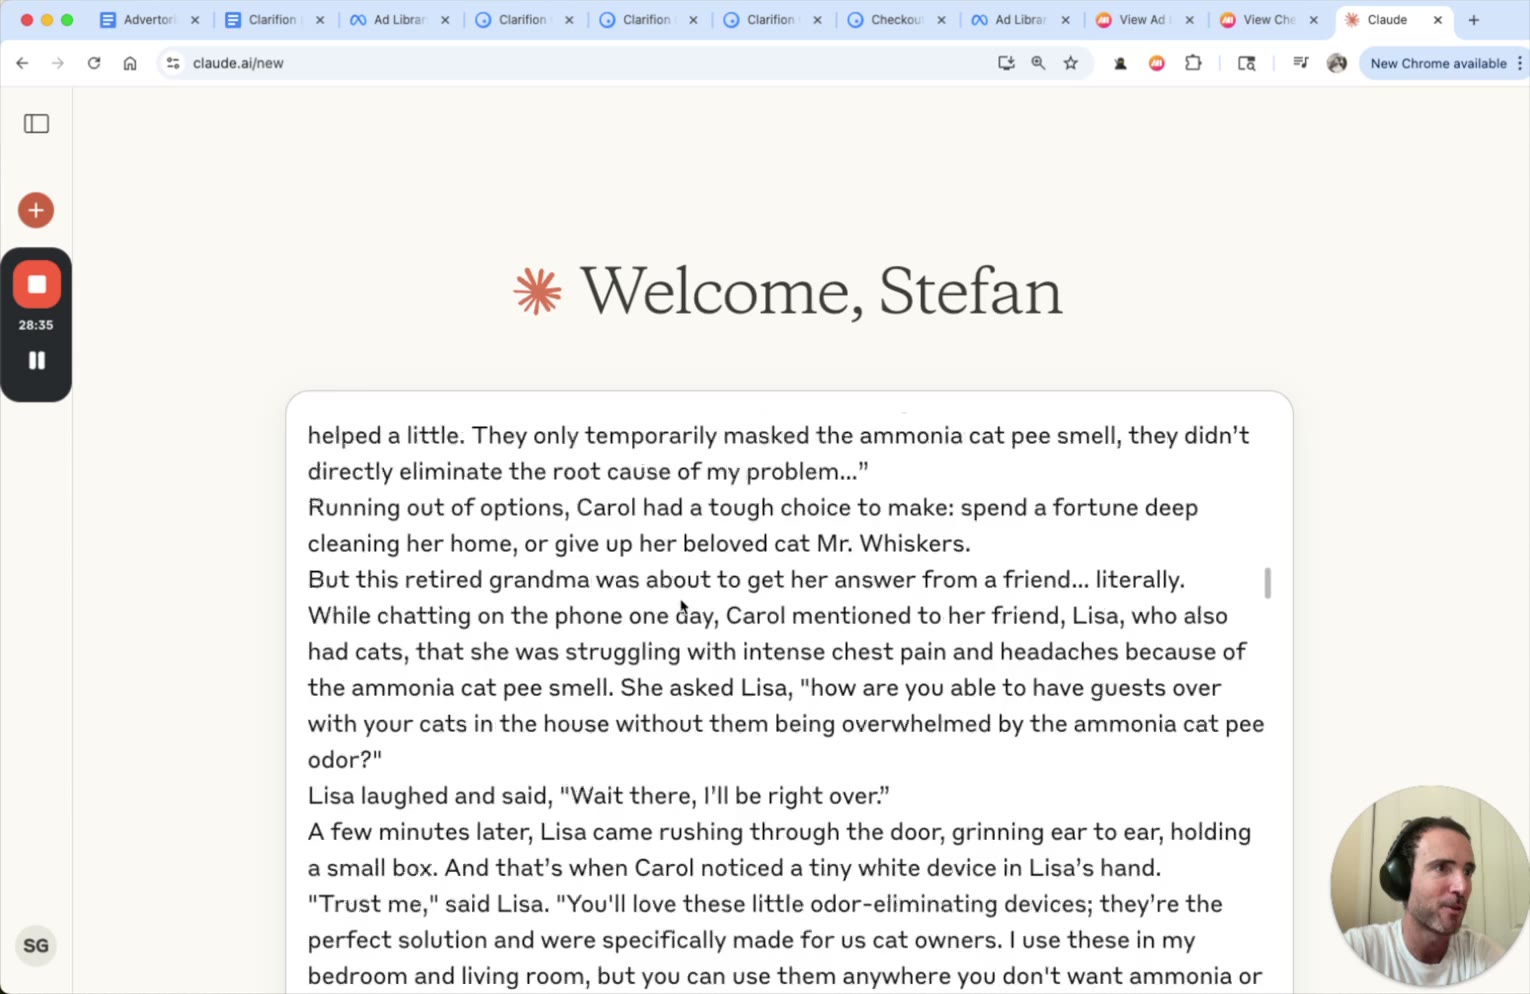 Advertori
Clarifion
Ad Librar
Clarifion
Clarifion
Clarifion
Checkout
Ad Librar
View Ad
View Che
Claude
claude.ai/new
New Chrome available
28:35
Welcome, Stefan
helped a little. They only temporarily masked the ammonia cat pee smell, they didn’t
directly eliminate the root cause of my problem...”
Running out of options, Carol had a tough choice to make: spend a fortune deep
cleaning her home, or give up her beloved cat Mr. Whiskers.
But this retired grandma was about to get her answer from a friend... literally.
While chatting on the phone one day, Carol mentioned to her friend, Lisa, who also
had cats, that she was struggling with intense chest pain and headaches because of
the ammonia cat pee smell. She asked Lisa, "how are you able to have guests over
with your cats in the house without them being overwhelmed by the ammonia cat pee
odor?"
Lisa laughed and said, “Wait there, I’ll be right over.”
A few minutes later, Lisa came rushing through the door, grinning ear to ear, holding
a small box. And that’s when Carol noticed a tiny white device in Lisa’s hand.
"Trust me," said Lisa. "You'll love these little odor-eliminating devices; they’re the
perfect solution and were specifically made for us cat owners. I use these in my
bedroom and living room, but you can use them anywhere you don't want ammonia or
SG